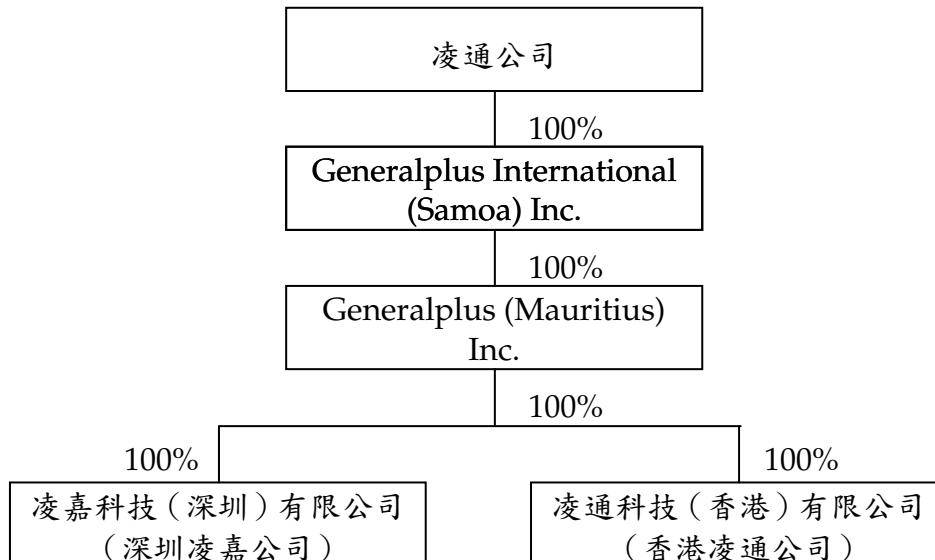 凌通公司
100%
Generalplus International
(Samoa) Inc.
100%
Generalplus (Mauritius)
Inc.
100%
100%
100%
凌嘉科技（深圳）有限公司
（深圳凌嘉公司）
凌通科技（香港）有限公司
（香港凌通公司）